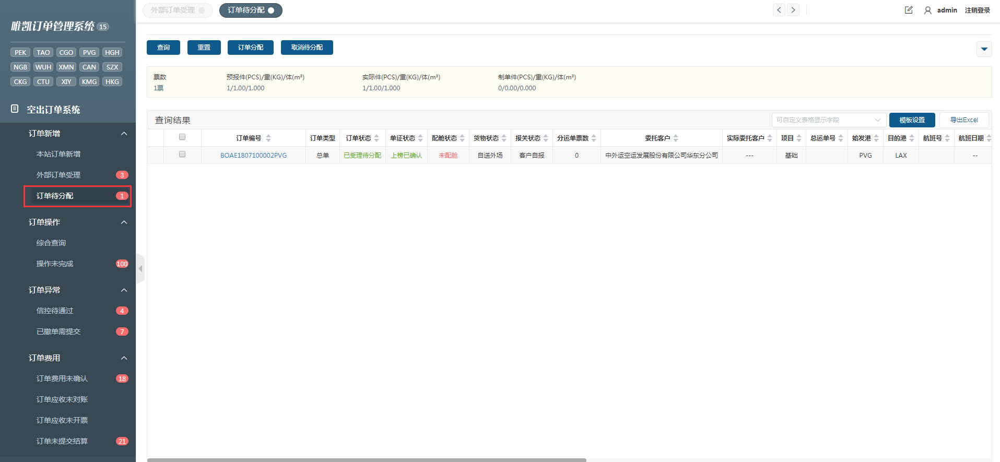 唯凯订单管理系统 15
PEK TAO CGO PVG HGH
NGB WUH XMN CAN SZX
CKG CTU XIY KMG HKG
空出订单系统
订单新增
本站订单新增
外部订单受理 3
订单待分配 1
订单操作
综合查询
操作未完成 100
订单异常
信控待通过 4
已撤单需提交 7
订单费用
订单费用未确认 18
订单应收未对账
订单应收未开票
订单未提交结算 21
外部订单受理 订单待分配 admin 注销登录
查询 重置 订单分配 取消待分配
票数 预报件(PCS)/重(KG)/体(m³) 实际件(PCS)/重(KG)/体(m³) 制单件(PCS)/重(KG)/体(m³)
1票 1/1.00/1.000 1/1.00/1.000 0/0.00/0.000
查询结果 可自定义表格显示字段 模板设置 导出Excel
订单编号 订单类型 订单状态 单证状态 配舱状态 货物状态 报关状态 分运单票数 委托客户 实际委托客户 项目 总运单号 始发港 目的港 航班号 航班日期
BOAE1807100002PVG 总单 已受理待分配 上榜已确认 未配舱 自送外场 客户自报 0 中外运空运发展股份有限公司华东分公司 --- 基础 PVG LAX --